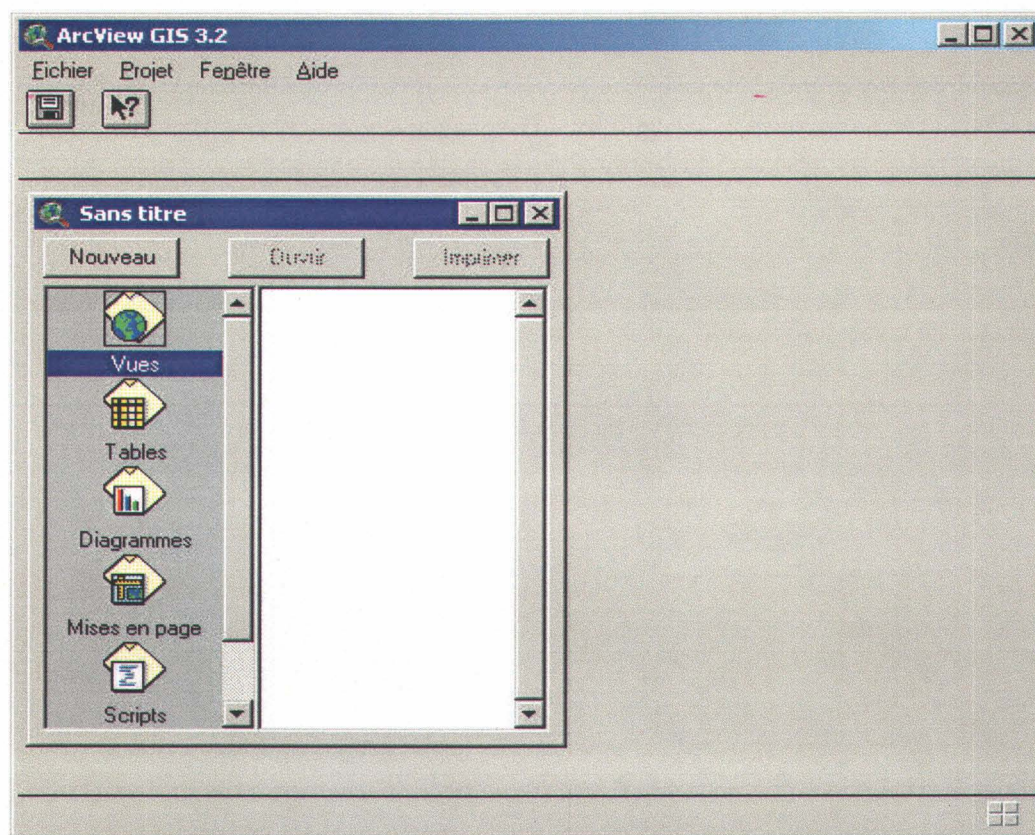 ArcView GIS 3.2
Eichier Projet Fenêtre Aide
Sans titre
Nouveau Ouvrir Imprimer
Vues
Tables
Diagrammes
Mises en page
Scripts